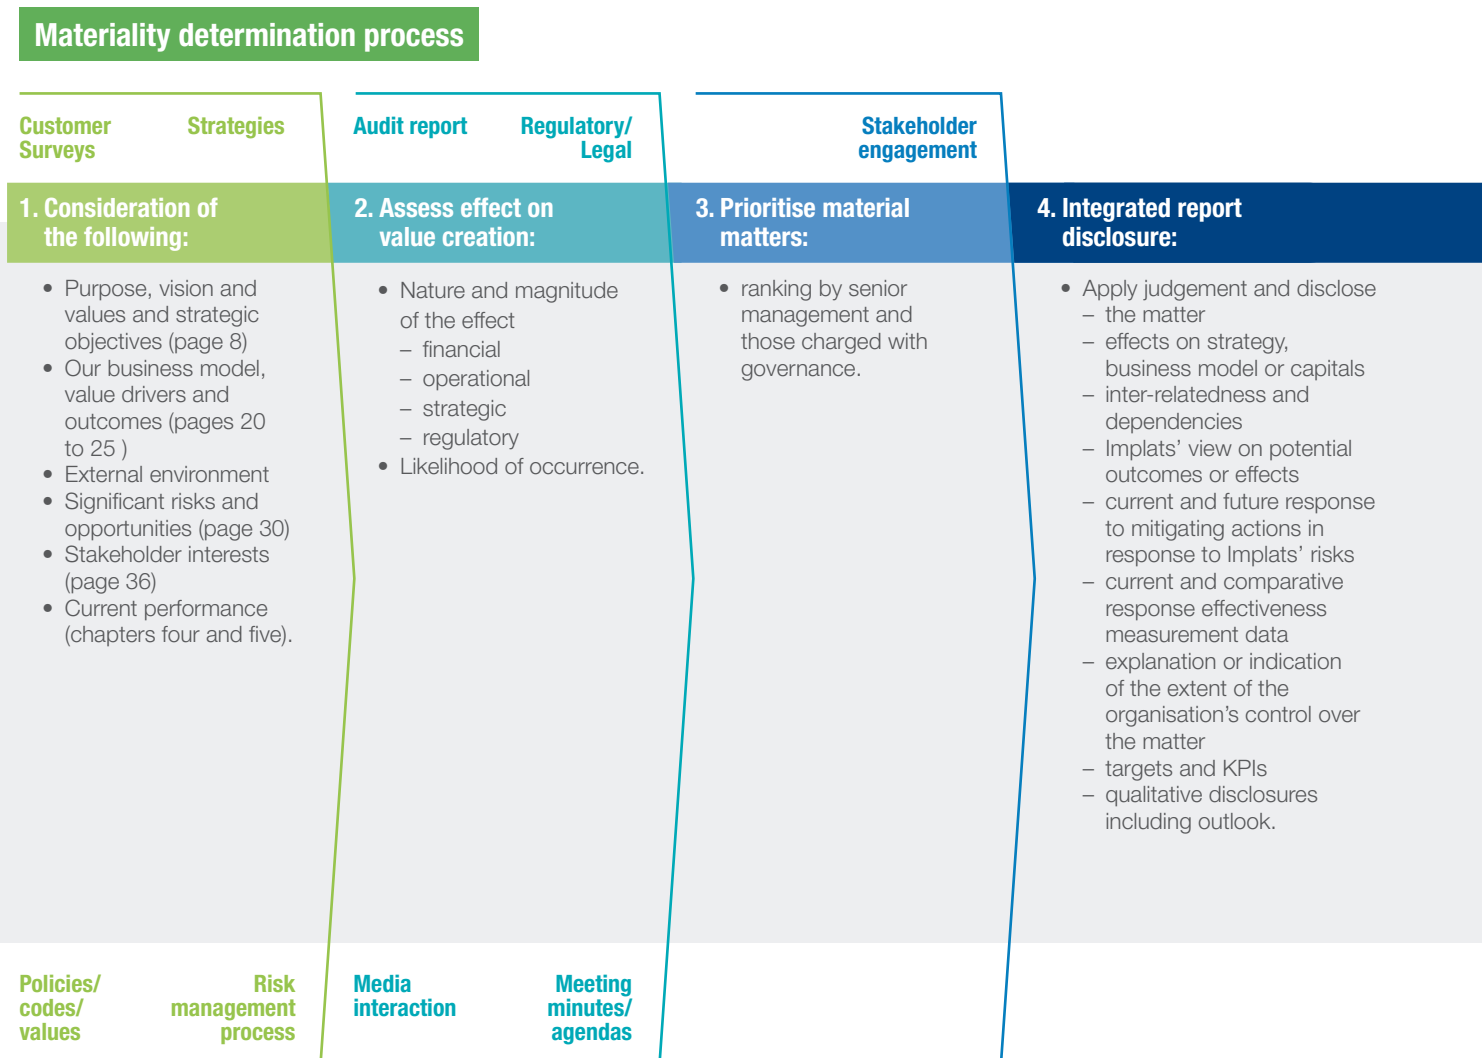 Materiality determination process
Customer
Surveys
Strategies
Audit report
Regulatory/
Legal
Stakeholder
engagement
1. Consideration of
the following:
• Purpose, vision and
values and strategic
objectives (page 8)
• Our business model,
value drivers and
outcomes (pages 20
to 25 )
• External environment
• Significant risks and
opportunities (page 30)
• Stakeholder interests
(page 36)
• Current performance
(chapters four and five).
2. Assess effect on
value creation:
• Nature and magnitude
of the effect
– financial
– operational
– strategic
– regulatory
• Likelihood of occurrence.
3. Prioritise material
matters:
• ranking by senior
management and
those charged with
governance.
4. Integrated report
disclosure:
• Apply judgement and disclose
– the matter
– effects on strategy,
business model or capitals
– inter-relatedness and
dependencies
– Implats' view on potential
outcomes or effects
– current and future response
to mitigating actions in
response to Implats' risks
– current and comparative
response effectiveness
measurement data
– explanation or indication
of the extent of the
organisation's control over
the matter
– targets and KPIs
– qualitative disclosures
including outlook.
Policies/
codes/
values
Risk
management
process
Media
interaction
Meeting
minutes/
agendas